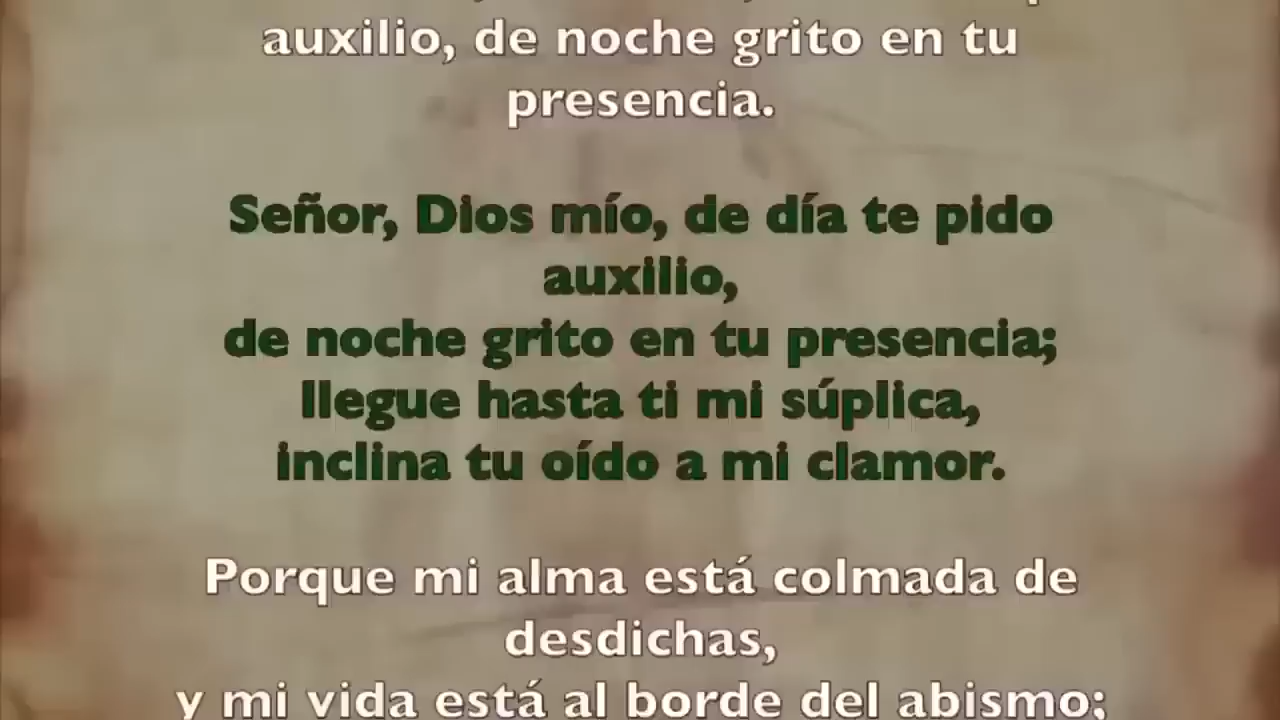 auxilio, de noche grito en tu
presencia.
Señor, Dios mío, de día te pido
auxilio,
de noche grito en tu presencia;
llegue hasta ti mi súplica,
inclina tu oído a mi clamor.
Porque mi alma está colmada de
desdichas,
y mi vida está al borde del abismo;